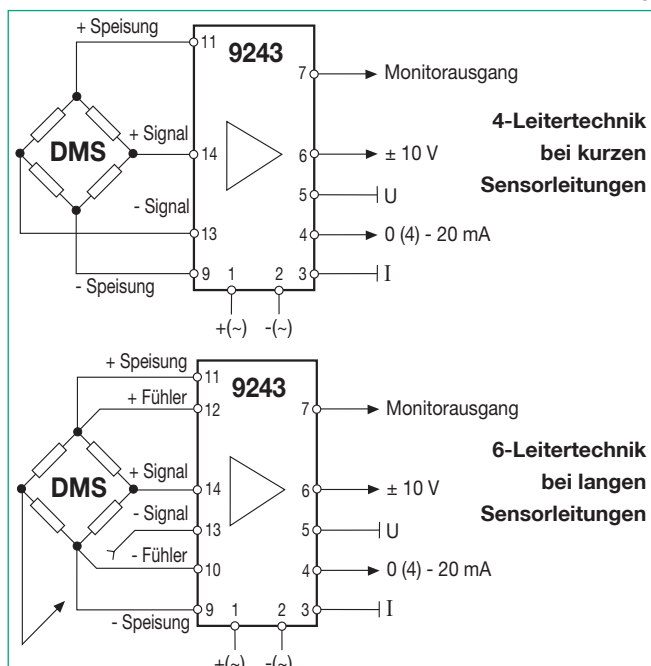 + Speisung
11
9243
7
Monitorausgang
4-Leitertechnik
bei kurzen
Sensorleitungen
+ Signal
DMS
14
6
± 10 V
5
U
- Signal
13
4
0 (4) - 20 mA
9
1
2
3
I
- Speisung
+(~)
-(~)
+ Speisung
11
9243
+ Fühler
12
7
Monitorausgang
6-Leitertechnik
bei langen
Sensorleitungen
+ Signal
DMS
14
6
± 10 V
- Signal
13
5
U
- Fühler
10
4
0 (4) - 20 mA
9
1
2
3
I
- Speisung
+(~)
-(~)